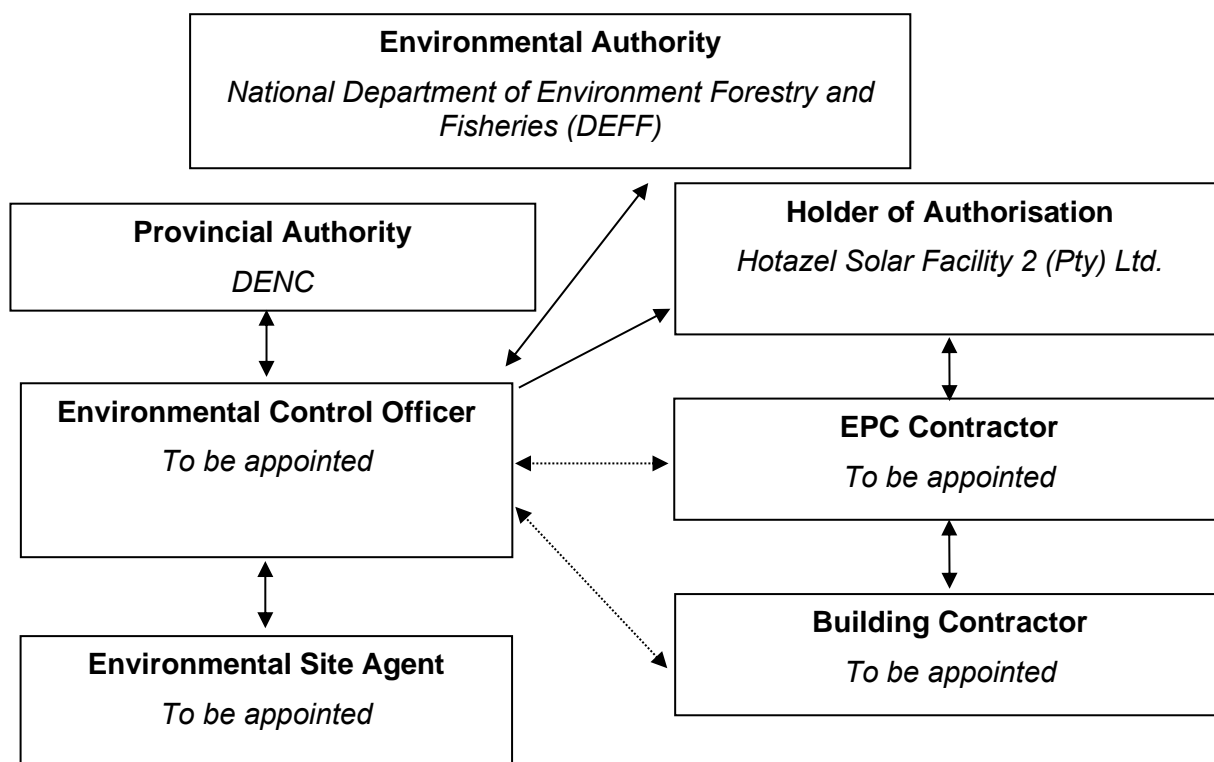 Environmental Authority
National Department of Environment Forestry and
Fisheries (DEFF)
Provincial Authority
DENC
Holder of Authorisation
Hotazel Solar Facility 2 (Pty) Ltd.
Environmental Control Officer
To be appointed
EPC Contractor
To be appointed
Environmental Site Agent
To be appointed
Building Contractor
To be appointed